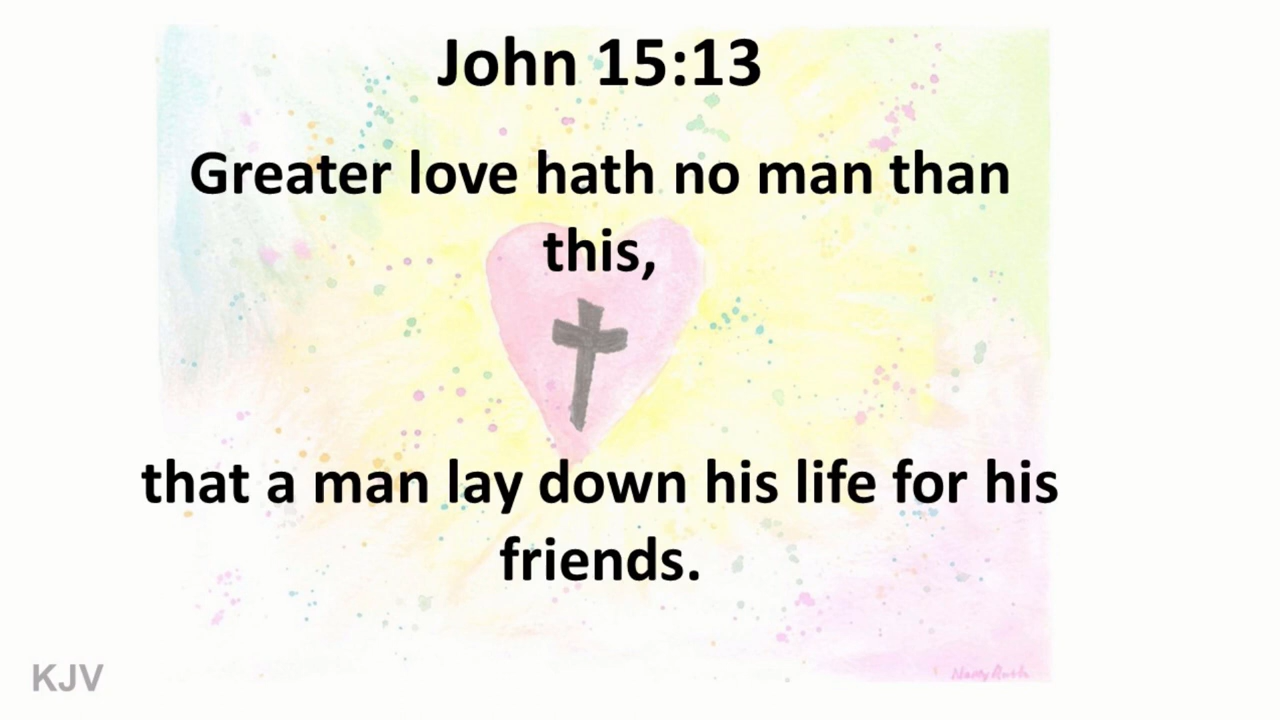 John 15:13
Greater love hath no man than
this,
that a man lay down his life for his
friends.
KJV